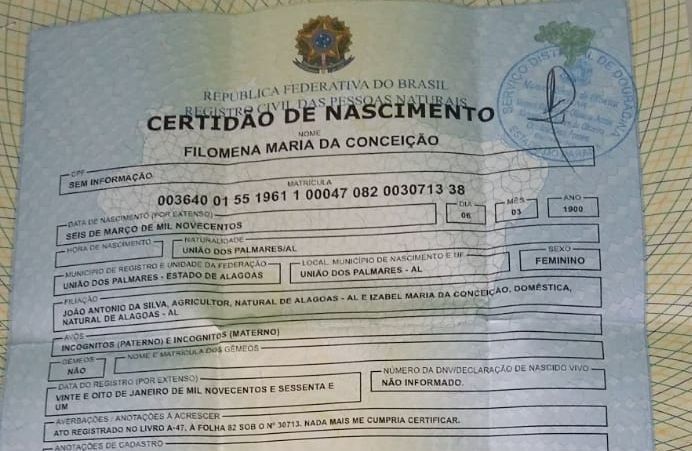 REPÚBLICA FEDERATIVA DO BRASIL
REGISTRO CIVIL DAS PESSOAS NATURAIS
CERTIDÃO DE NASCIMENTO
NOME
FILOMENA MARIA DA CONCEIÇÃO
CPF
SEM INFORMAÇÃO
MATRÍCULA
003640 01 55 1961 1 00047 082 0030713 38
DATA DE NASCIMENTO (POR EXTENSO)
SEIS DE MARÇO DE MIL NOVECENTOS
DIA
06
MÊS
03
ANO
1900
HORA DE NASCIMENTO
NATURALIDADE
UNIÃO DOS PALMARES/AL
MUNICÍPIO DE REGISTRO E UNIDADE DA FEDERAÇÃO
UNIÃO DOS PALMARES - ESTADO DE ALAGOAS
LOCAL, MUNICÍPIO DE NASCIMENTO E UF
UNIÃO DOS PALMARES - AL
SEXO
FEMININO
FILIAÇÃO
JOÃO ANTONIO DA SILVA, AGRICULTOR, NATURAL DE ALAGOAS - AL E IZABEL MARIA DA CONCEIÇÃO, DOMÉSTICA,
NATURAL DE ALAGOAS - AL
AVÓS
INCÓGNITOS (PATERNO) E INCÓGNITOS (MATERNO)
GÊMEOS
NÃO
NOME E MATRÍCULA DOS GÊMEOS
DATA DO REGISTRO (POR EXTENSO)
VINTE E OITO DE JANEIRO DE MIL NOVECENTOS E SESSENTA E
UM
NÚMERO DA DNV/DECLARAÇÃO DE NASCIDO VIVO
NÃO INFORMADO.
AVERBAÇÕES / ANOTAÇÕES À ACRESCER
ATO REGISTRADO NO LIVRO A-47, À FOLHA 82 SOB O Nº 30713. NADA MAIS ME CUMPRIA CERTIFICAR.
ANOTAÇÕES DE CADASTRO